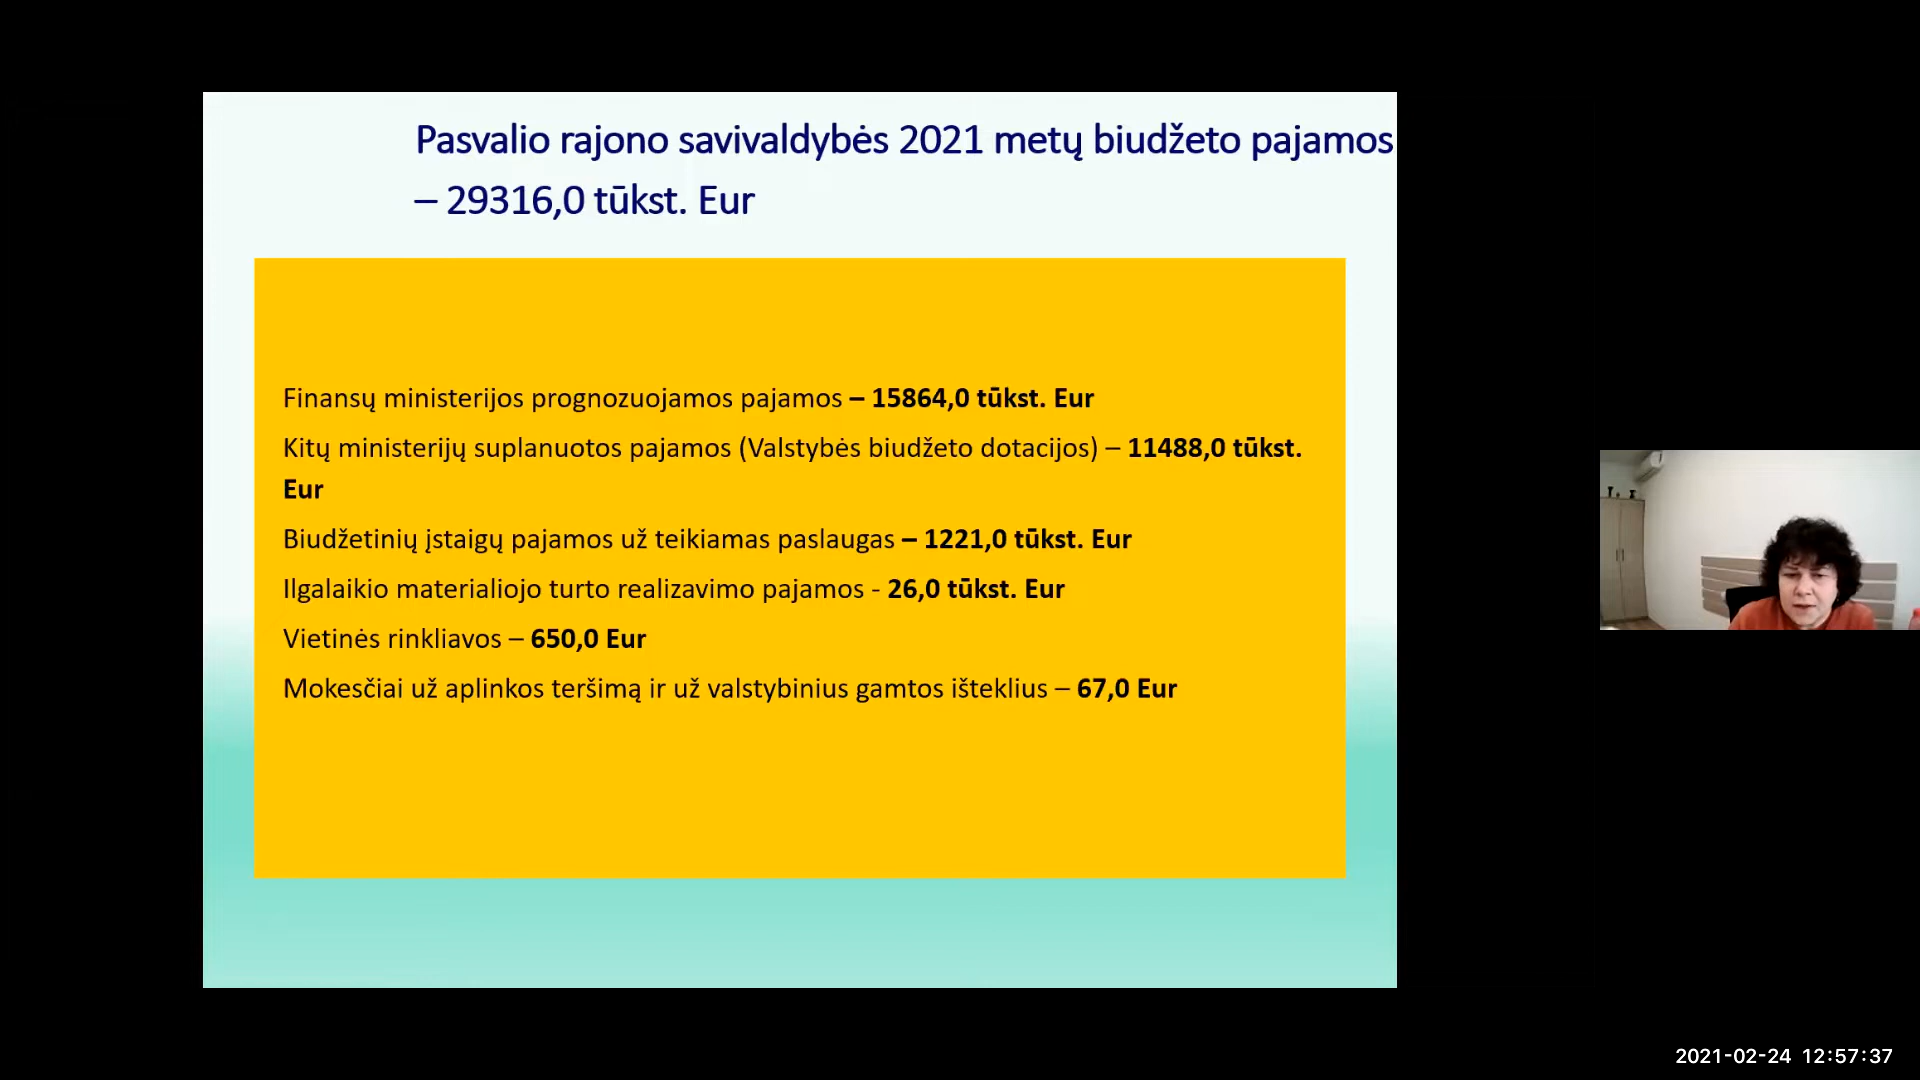 Pasvalio rajono savivaldybės 2021 metų biudžeto pajamos
– 29316,0 tūkst. Eur
Finansų ministerijos prognozuojamos pajamos – 15864,0 tūkst. Eur
Kitų ministerijų suplanuotos pajamos (Valstybės biudžeto dotacijos) – 11488,0 tūkst.
Eur
Biudžetinių įstaigų pajamos už teikiamas paslaugas – 1221,0 tūkst. Eur
Ilgalaikio materialiojo turto realizavimo pajamos - 26,0 tūkst. Eur
Vietinės rinkliavos – 650,0 Eur
Mokesčiai už aplinkos teršimą ir už valstybinius gamtos išteklius – 67,0 Eur
2021-02-24 12:57:37